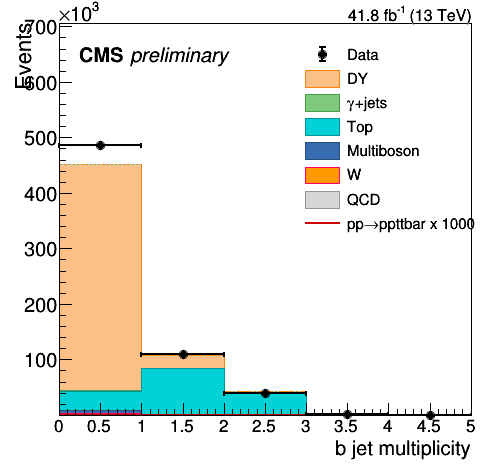 ×10³
41.8 fb⁻¹ (13 TeV)
Events
CMS preliminary
Data
DY
γ+jets
Top
Multiboson
W
QCD
pp→ppttbar x 1000
700
600
500
400
300
200
100
0 0.5 1 1.5 2 2.5 3 3.5 4 4.5 5
b jet multiplicity